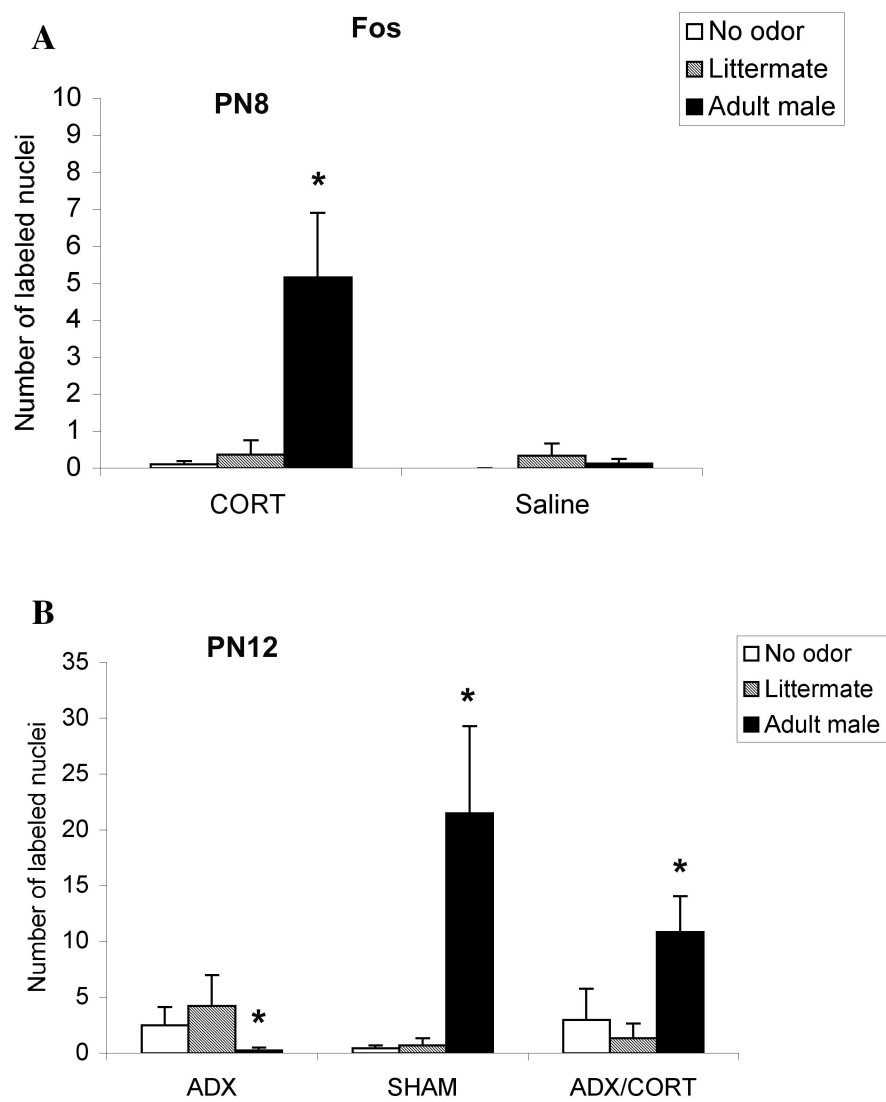 A
Fos
No odor
Littermate
Adult male
PN8
Number of labeled nuclei
10
9
8
7
6
5
4
3
2
1
0
*
CORT
Saline
B
PN12
No odor
Littermate
Adult male
Number of labeled nuclei
35
30
25
20
15
10
5
0
*
*
*
ADX
SHAM
ADX/CORT